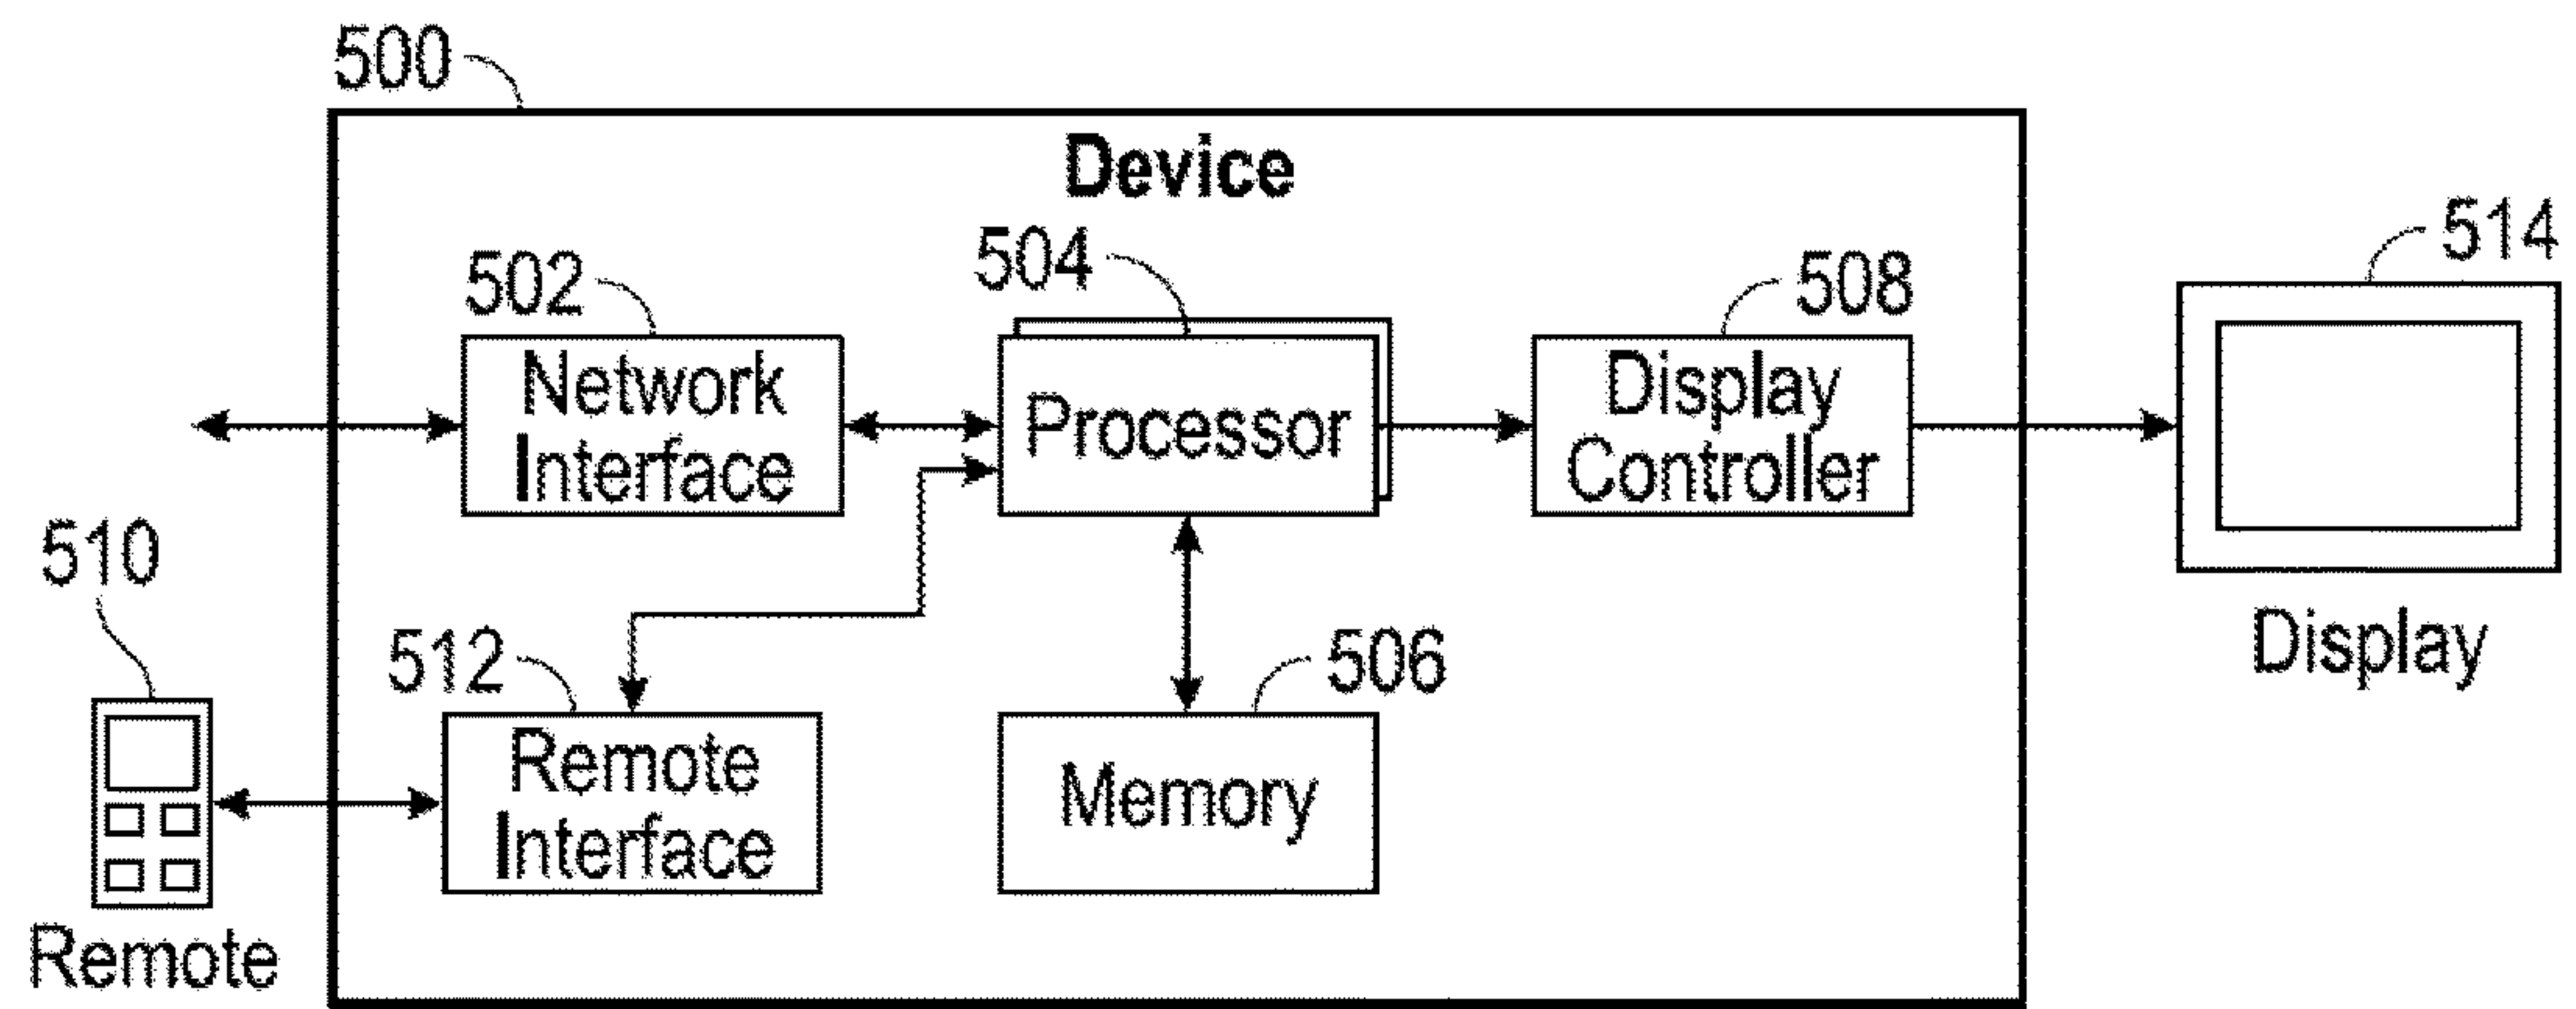 500
Device
502
504
508
514
Network
Interface
Processor
Display
Controller
510
512
506
Display
Remote
Interface
Memory
Remote